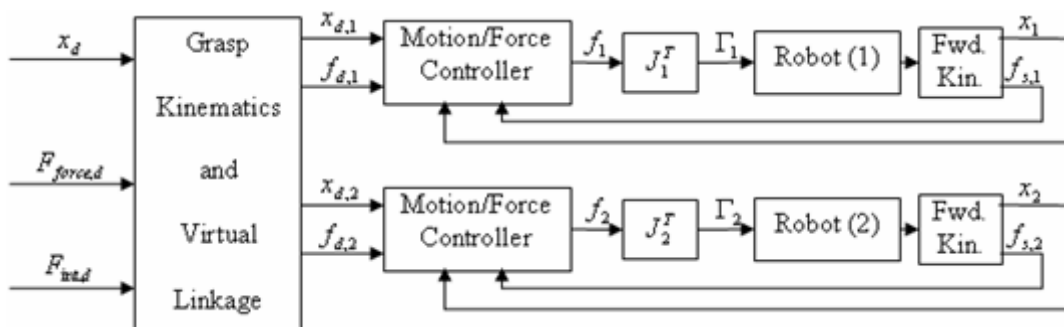 x_d
F_{force,d}
F_{int,d}
Grasp
Kinematics
and
Virtual
Linkage
x_{d,1}
f_{d,1}
Motion/Force
Controller
f_1
J_1^T
Γ_1
Robot (1)
Fwd.
Kin.
x_1
f_{s,1}
x_{d,2}
f_{d,2}
Motion/Force
Controller
f_2
J_2^T
Γ_2
Robot (2)
Fwd.
Kin.
x_2
f_{s,2}